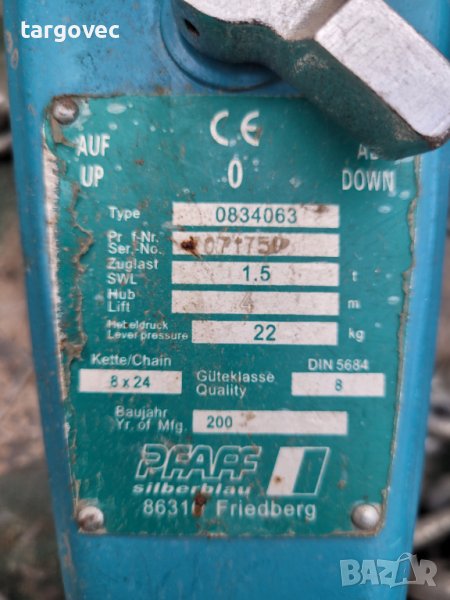 targovec
CE
AUF 0
UP DOWN
Type 0834063
Ser.-No.
Zuglast
SWL 1.5 t
Hub
Lift 4 m
Lever pressure 22 kg
Kette/Chain DIN 5684
8 x 24 Güteklasse Quality 8
Baujahr
Yr. of Mfg. 200
PFAFF
silberblau
Friedberg
BAZAR